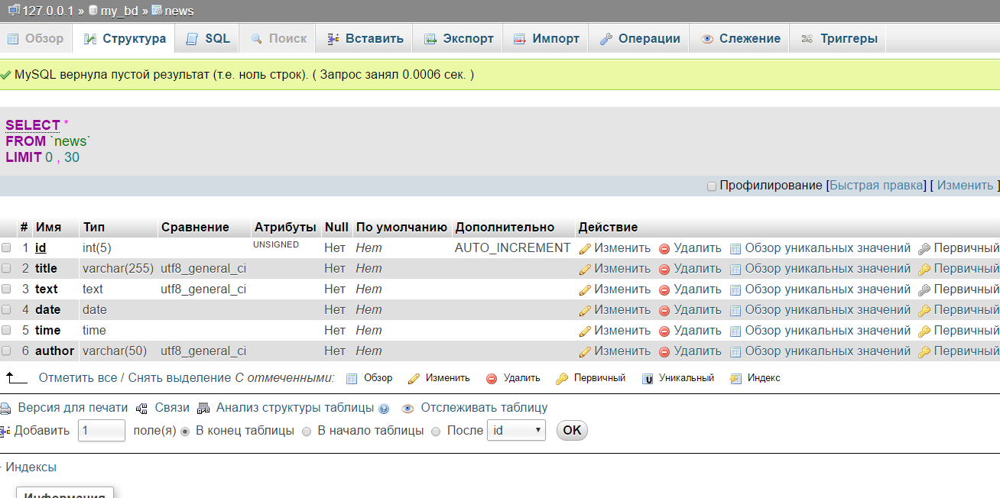 127.0.0.1 » my_bd » news
Обзор Структура SQL Поиск Вставить Экспорт Импорт Операции Слежение Триггеры
MySQL вернула пустой результат (т.е. ноль строк). ( Запрос занял 0.0006 сек. )
SELECT *
FROM `news`
LIMIT 0 , 30
Профилирование [Быстрая правка] [ Изменить ]
# Имя Тип Сравнение Атрибуты Null По умолчанию Дополнительно Действие
1 id int(5) UNSIGNED Нет Нет AUTO_INCREMENT Изменить Удалить Обзор уникальных значений Первичный
2 title varchar(255) utf8_general_ci Нет Нет Изменить Удалить Обзор уникальных значений Первичный
3 text text utf8_general_ci Нет Нет Изменить Удалить Обзор уникальных значений Первичный
4 date date Нет Нет Изменить Удалить Обзор уникальных значений Первичный
5 time time Нет Нет Изменить Удалить Обзор уникальных значений Первичный
6 author varchar(50) utf8_general_ci Нет Нет Изменить Удалить Обзор уникальных значений Первичный
Отметить все / Снять выделение С отмеченными: Обзор Изменить Удалить Первичный Уникальный Индекс
Версия для печати Связи Анализ структуры таблицы Отслеживать таблицу
Добавить 1 поле(я) В конец таблицы В начало таблицы После id OK
- Индексы
Информация